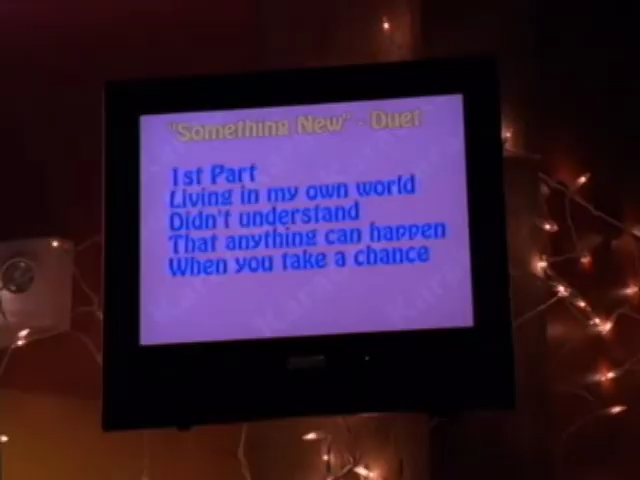 "Something New" - Duet
1st Part
Living in my own world
Didn't understand
That anything can happen
When you take a chance